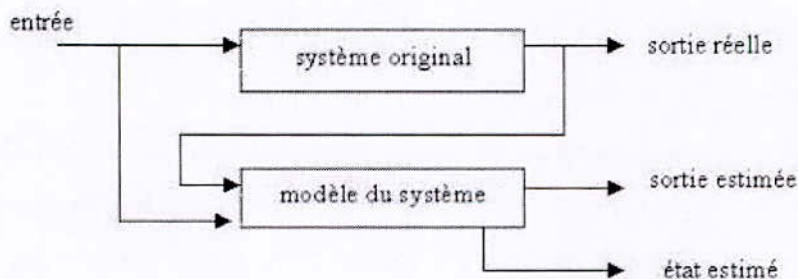 entrée
système original
sortie réelle
modèle du système
sortie estimée
état estimé